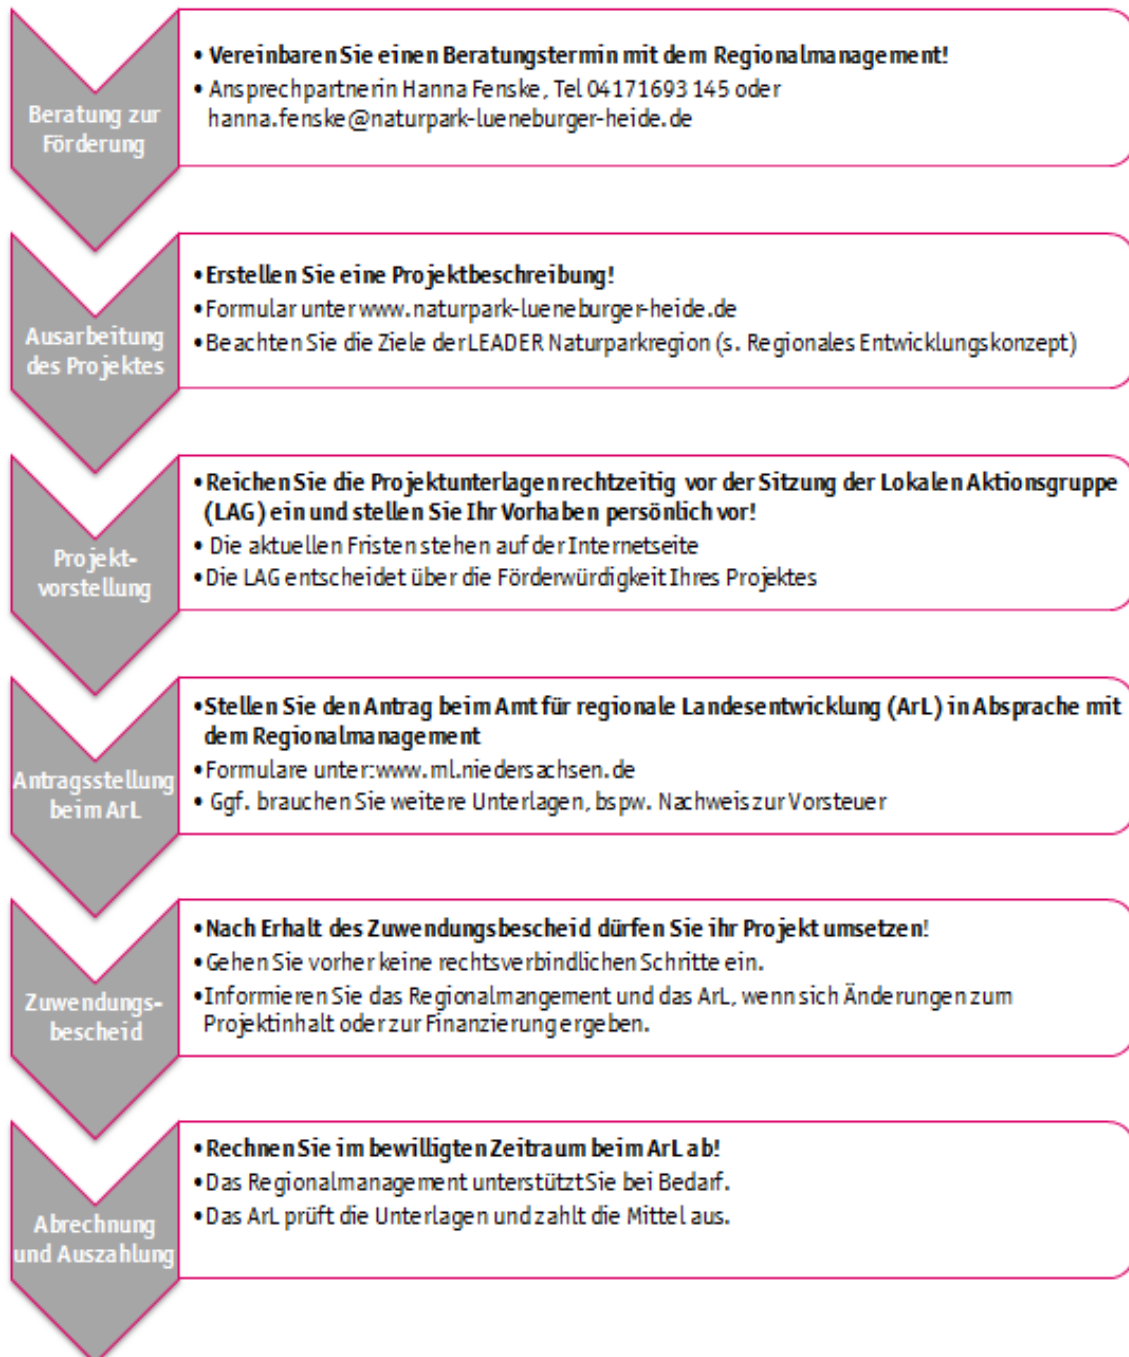 Beratung zur
Förderung
• Vereinbaren Sie einen Beratungstermin mit dem Regionalmanagement!
• Ansprechpartnerin Hanna Fenske, Tel 04171 693 145 oder
hanna.fenske@naturpark-lueneburger-heide.de
Ausarbeitung
des Projektes
• Erstellen Sie eine Projektbeschreibung!
• Formular unter www.naturpark-lueneburger-heide.de
• Beachten Sie die Ziele der LEADER Naturparkregion (s. Regionales Entwicklungskonzept)
Projekt-
vorstellung
• Reichen Sie die Projektunterlagen rechtzeitig vor der Sitzung der Lokalen Aktionsgruppe
(LAG) ein und stellen Sie Ihr Vorhaben persönlich vor!
• Die aktuellen Fristen stehen auf der Internetseite
• Die LAG entscheidet über die Förderwürdigkeit Ihres Projektes
Antragsstellung
beim ArL
• Stellen Sie den Antrag beim Amt für regionale Landesentwicklung (ArL) in Absprache mit
dem Regionalmanagement
• Formulare unter: www.ml.niedersachsen.de
• Ggf. brauchen Sie weitere Unterlagen, bspw. Nachweis zur Vorsteuer
Zuwendungs-
bescheid
• Nach Erhalt des Zuwendungsbescheid dürfen Sie ihr Projekt umsetzen!
• Gehen Sie vorher keine rechtsverbindlichen Schritte ein.
• Informieren Sie das Regionalmangement und das ArL, wenn sich Änderungen zum
Projektinhalt oder zur Finanzierung ergeben.
Abrechnung
und Auszahlung
• Rechnen Sie im bewilligten Zeitraum beim ArL ab!
• Das Regionalmanagement unterstützt Sie bei Bedarf.
• Das ArL prüft die Unterlagen und zahlt die Mittel aus.